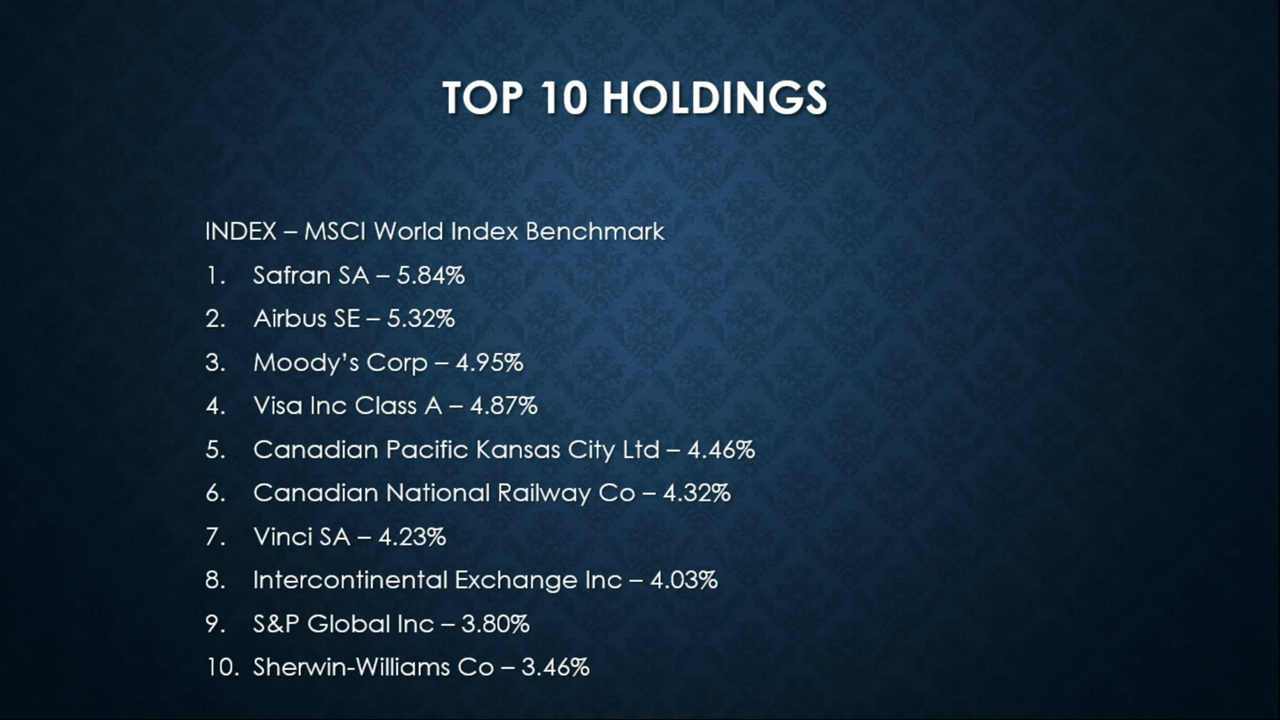 TOP 10 HOLDINGS
INDEX – MSCI World Index Benchmark
1. Safran SA – 5.84%
2. Airbus SE – 5.32%
3. Moody’s Corp – 4.95%
4. Visa Inc Class A – 4.87%
5. Canadian Pacific Kansas City Ltd – 4.46%
6. Canadian National Railway Co – 4.32%
7. Vinci SA – 4.23%
8. Intercontinental Exchange Inc – 4.03%
9. S&P Global Inc – 3.80%
10. Sherwin-Williams Co – 3.46%